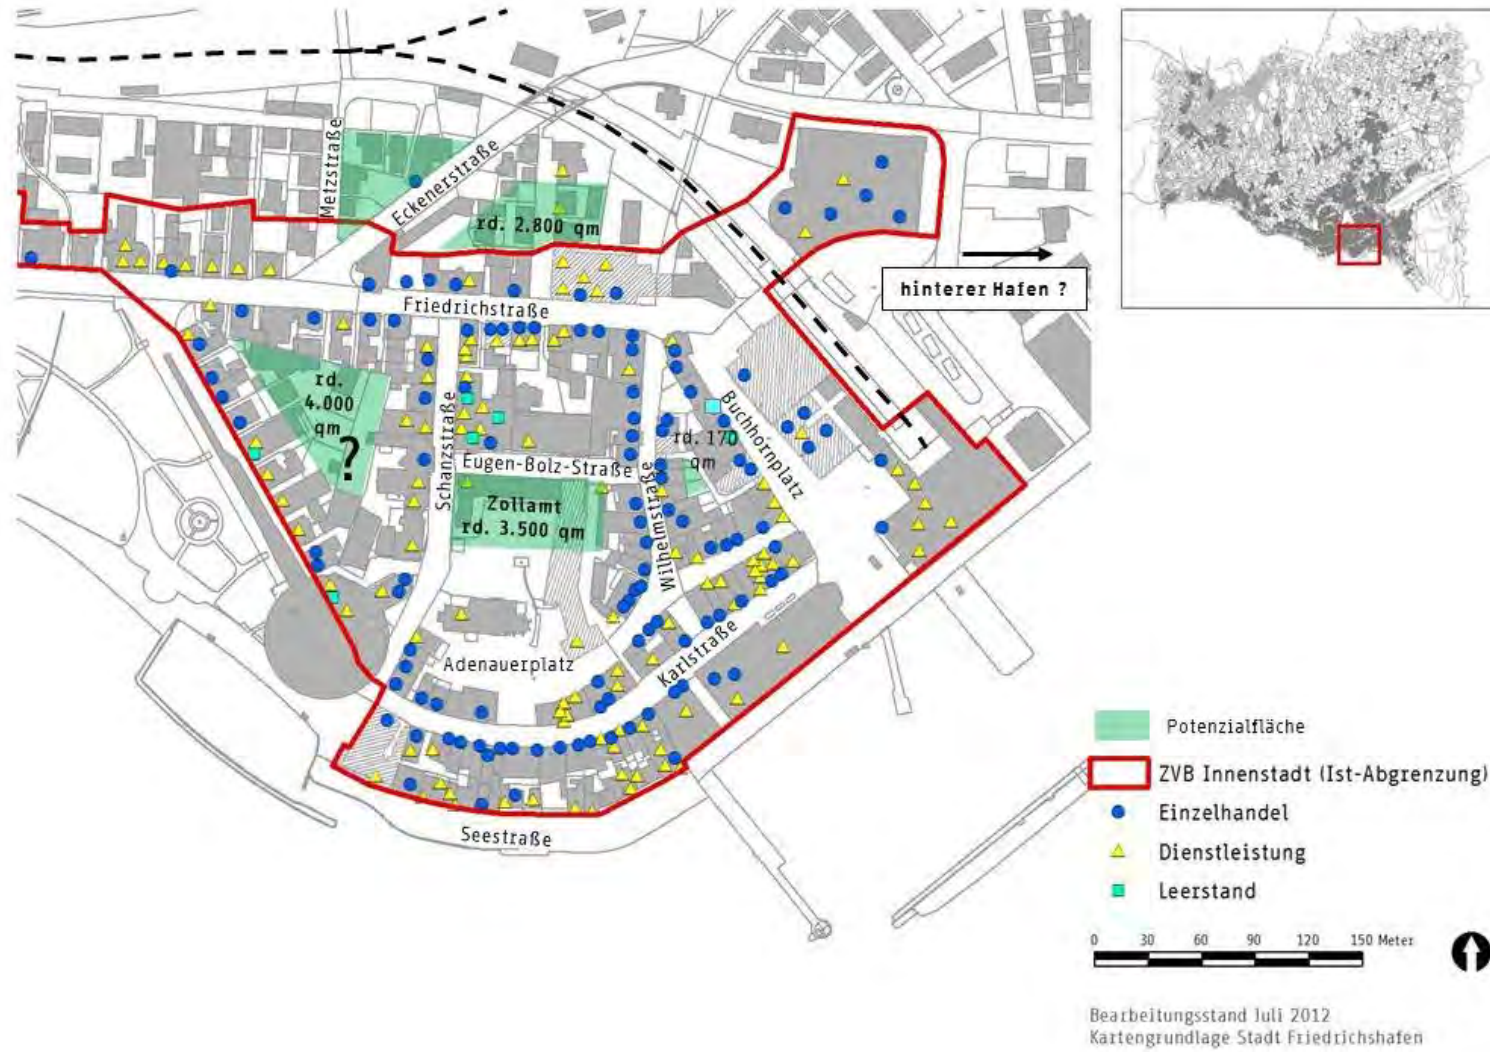 Metzstraße
Eckenerstraße
rd. 2.800 qm
hinterer Hafen ?
Friedrichstraße
rd.
4.000
qm
?
Schanzstraße
Buchhornplatz
rd. 170
qm
Eugen-Bolz-Straße
Wilhelmstraße
Zollamt
rd. 3.500 qm
Adenauerplatz
Karlstraße
Seestraße
Potenzialfläche
ZVB Innenstadt (Ist-Abgrenzung)
Einzelhandel
Dienstleistung
Leerstand
0 30 60 90 120 150 Meter
Bearbeitungsstand Juli 2012
Kartengrundlage Stadt Friedrichshafen